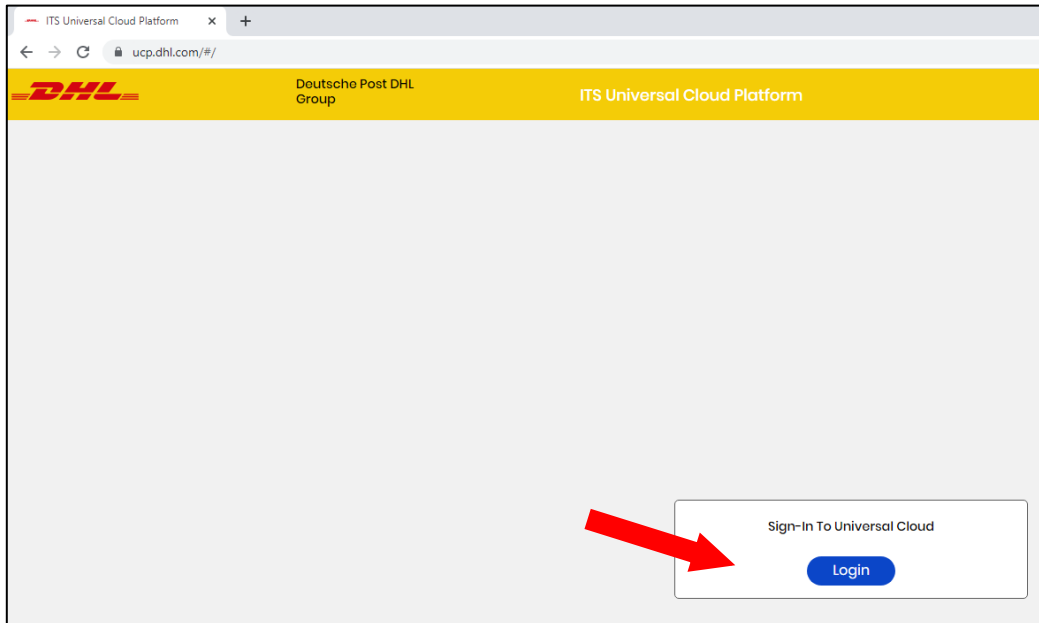 ITS Universal Cloud Platform
ucp.dhl.com/#/
DHL
Deutsche Post DHL
Group
ITS Universal Cloud Platform
Sign-In To Universal Cloud
Login